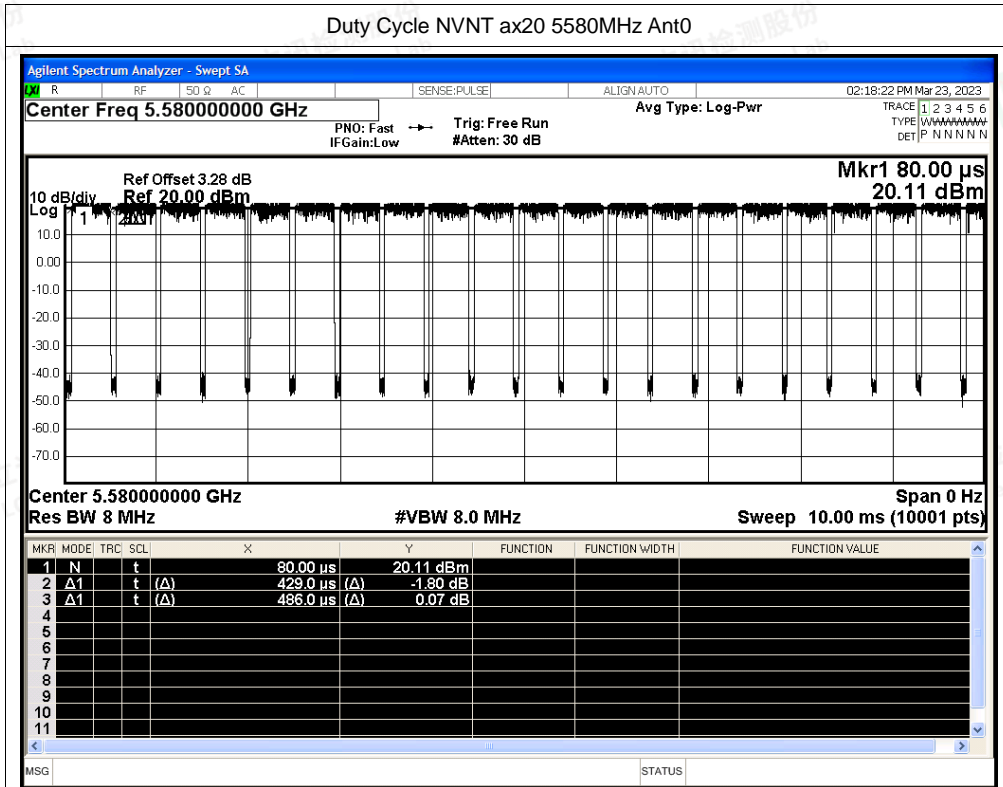 Duty Cycle NVNT ax20 5580MHz Ant0
Agilent Spectrum Analyzer - Swept SA
LXI R RF 50 Ω AC SENSE:PULSE ALIGN AUTO 02:18:22 PM Mar 23, 2023
Center Freq 5.580000000 GHz Avg Type: Log-Pwr TRACE 1 2 3 4 5 6
PNO: Fast Trig: Free Run TYPE WWWWWW
IFGain:Low #Atten: 30 dB DET P N N N N N
Mkr1 80.00 µs
Ref Offset 3.28 dB
10 dB/div Ref 20.00 dBm 20.11 dBm
Log
1
10.0
0.00
-10.0
-20.0
-30.0
-40.0
-50.0
-60.0
-70.0
Center 5.580000000 GHz Span 0 Hz
Res BW 8 MHz #VBW 8.0 MHz Sweep 10.00 ms (10001 pts)
MKR MODE TRC SCL X Y FUNCTION FUNCTION WIDTH FUNCTION VALUE
1 N t 80.00 µs 20.11 dBm
2 Δ1 t (Δ) 429.0 µs (Δ) -1.80 dB
3 Δ1 t (Δ) 486.0 µs (Δ) 0.07 dB
4
5
6
7
8
9
10
11
MSG STATUS